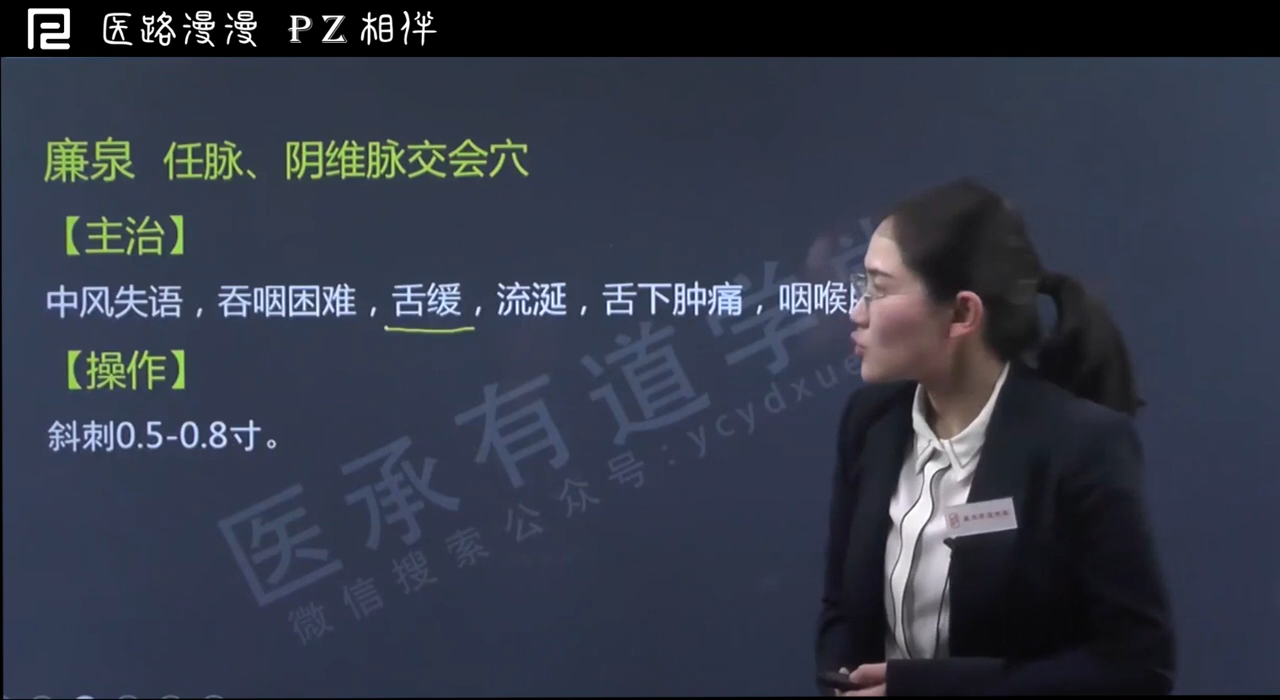 医路漫漫 PZ相伴
廉泉 任脉、阴维脉交会穴
【主治】
中风失语，吞咽困难，舌缓，流涎，舌下肿痛，咽喉
【操作】
斜刺0.5-0.8寸。
医承有道学
微信搜索公众号：ycydxue